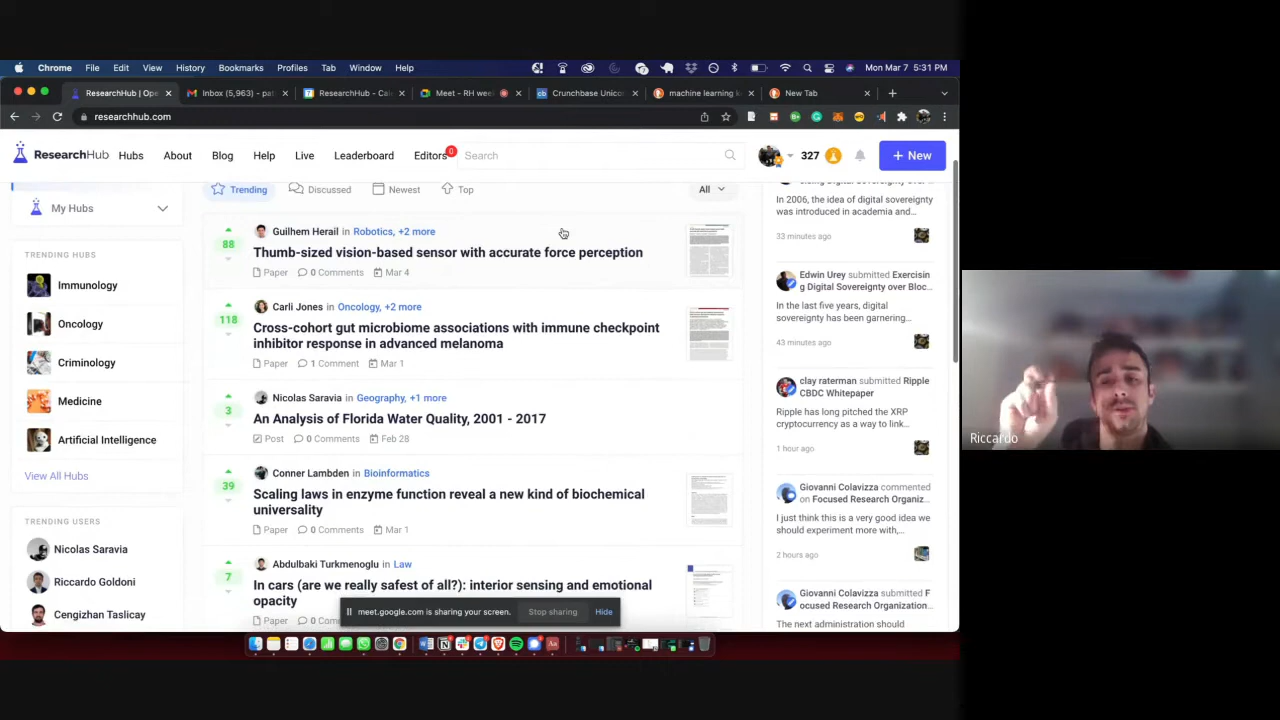 Chrome File Edit View History Bookmarks Profiles Tab Window Help Mon Mar 7 5:31 PM
ResearchHub | Ope Inbox (5,963) - pat ResearchHub - Cale Meet - RH wee Crunchbase Unico machine learning k New Tab
researchhub.com
ResearchHub Hubs About Blog Help Live Leaderboard Editors 0 Search 327 + New
Trending Discussed Newest Top All
My Hubs
TRENDING HUBS
Immunology
Oncology
Criminology
Medicine
Artificial Intelligence
View All Hubs
TRENDING USERS
Nicolas Saravia
Riccardo Goldoni
Cengizhan Taslicay
88
Guilhem Herail in Robotics, +2 more
Thumb-sized vision-based sensor with accurate force perception
Paper 0 Comments Mar 4
118
Carli Jones in Oncology, +2 more
Cross-cohort gut microbiome associations with immune checkpoint
inhibitor response in advanced melanoma
Paper 1 Comment Mar 1
3
Nicolas Saravia in Geography, +1 more
An Analysis of Florida Water Quality, 2001 - 2017
Post 0 Comments Feb 28
39
Conner Lambden in Bioinformatics
Scaling laws in enzyme function reveal a new kind of biochemical
universality
Paper 0 Comments Mar 1
7
Abdulbaki Turkmenoglu in Law
In cars (are we really safest of all?): interior sensing and emotional
opacity
Paper 0 Com
meet.google.com is sharing your screen. Stop sharing Hide
Digital Sovereignty over
In 2006, the idea of digital sovereignty
was introduced in academia and...
33 minutes ago
Edwin Urey submitted Exercisin
g Digital Sovereignty over Bloc...
In the last five years, digital
sovereignty has been garnering...
43 minutes ago
clay raterman submitted Ripple
CBDC Whitepaper
Ripple has long pitched the XRP
cryptocurrency as a way to link...
1 hour ago
Giovanni Colavizza commented
on Focused Research Organiz...
I just think this is a very good idea we
should experiment more with,...
2 hours ago
Giovanni Colavizza submitted F
ocused Research Organization...
The next administration should
Riccardo